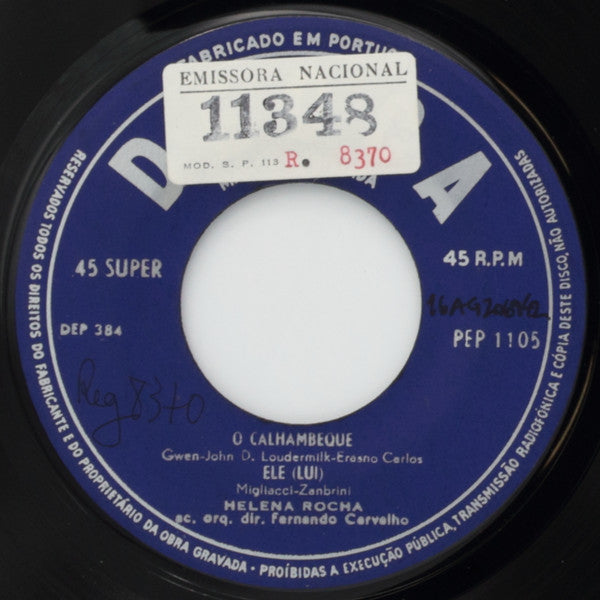 FABRICADO EM PORTU
EMISSORA NACIONAL
11348
MOD. S. P. 113 R. 8370
D A
45 SUPER
45 R.P.M
DEP 384
PEP 1105
Reg 8370
O CALHAMBEQUE
Gwen-John D. Loudermilk-Erasno Carlos
ELE (LUI)
Migliacci-Zanbrini
HELENA ROCHA
ac. orq. dir. Fernando Carvalho
RESERVADOS TODOS OS DIREITOS DO FABRICANTE E DO PROPRIETÁRIO DA OBRA GRAVADA - PROÍBIDAS A EXECUÇÃO PÚBLICA, TRANSMISSÃO RADIOFÓNICA E CÓPIA DESTE DISCO, NÃO AUTORIZADAS